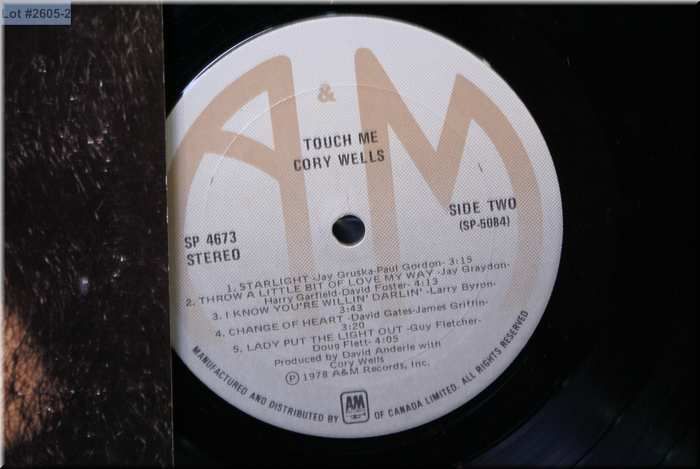 Lot #2605-2
A & M
TOUCH ME
CORY WELLS
SP 4673
STEREO
SIDE TWO
(SP-5084)
1. STARLIGHT -Jay Gruska-Paul Gordon- 3:15
2. THROW A LITTLE BIT OF LOVE MY WAY -Jay Graydon-
Harry Garfield-David Foster- 4:13
3. I KNOW YOU'RE WILLIN' DARLIN' -Larry Byron-
3:43
4. CHANGE OF HEART -David Gates-James Griffin-
3:20
5. LADY PUT THE LIGHT OUT -Guy Fletcher-
Doug Flett- 4:05
Produced by David Anderle with
Cory Wells
℗ 1978 A&M Records, Inc.
MANUFACTURED AND DISTRIBUTED BY A&M OF CANADA LIMITED. ALL RIGHTS RESERVED